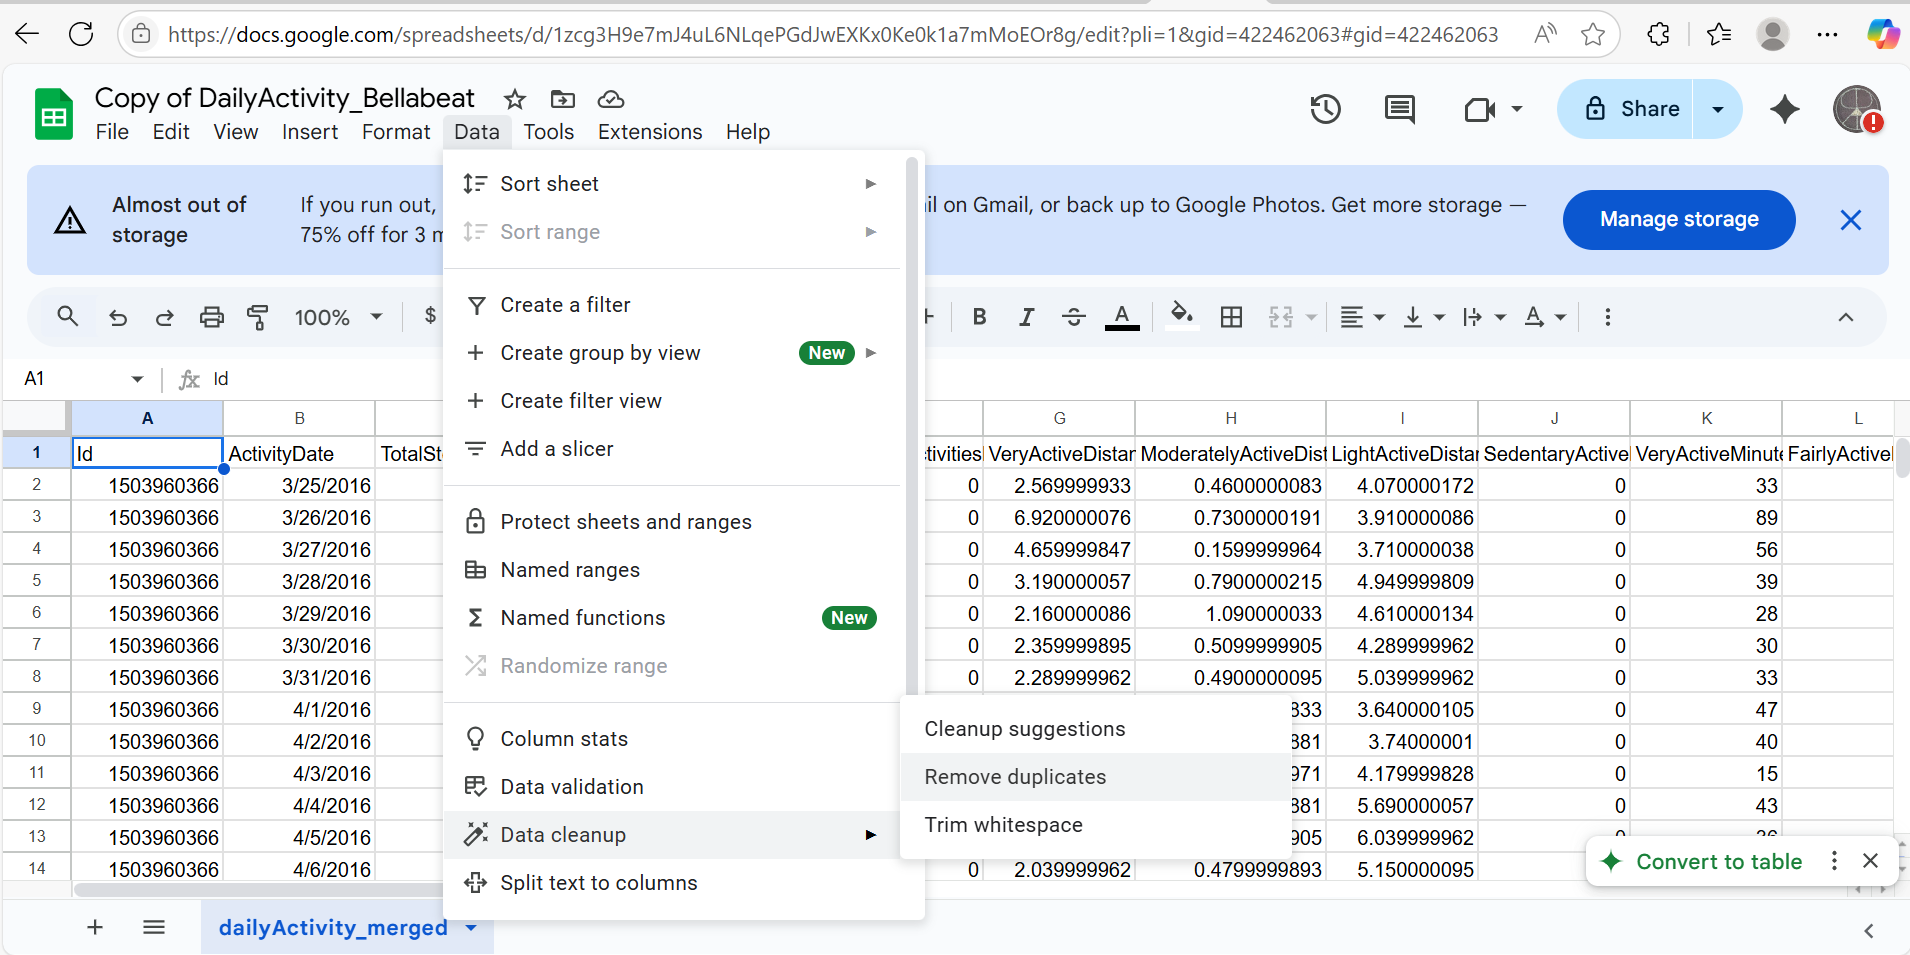 https://docs.google.com/spreadsheets/d/1zcg3H9e7mJ4uL6NLqePGdJwEXKx0Ke0k1a7mMoEOr8g/edit?pli=1&gid=422462063#gid=422462063
Copy of DailyActivity_Bellabeat
File Edit View Insert Format Data Tools Extensions Help
Share
Almost out of storage
If you run out,
75% off for 3 m
il on Gmail, or back up to Google Photos. Get more storage —
Manage storage
100% $
B I A
A1 fx Id
Sort sheet
Sort range
Create a filter
Create group by view New
Create filter view
Add a slicer
Protect sheets and ranges
Named ranges
Named functions New
Randomize range
Column stats
Data validation
Data cleanup
Split text to columns
Cleanup suggestions
Remove duplicates
Trim whitespace
A B G H I J K L
1 Id ActivityDate TotalSt tivities VeryActiveDistar ModeratelyActiveDist LightActiveDistar SedentaryActive VeryActiveMinute FairlyActive
2 1503960366 3/25/2016 0 2.569999933 0.4600000083 4.070000172 0 33
3 1503960366 3/26/2016 0 6.920000076 0.7300000191 3.910000086 0 89
4 1503960366 3/27/2016 0 4.659999847 0.1599999964 3.710000038 0 56
5 1503960366 3/28/2016 0 3.190000057 0.7900000215 4.949999809 0 39
6 1503960366 3/29/2016 0 2.160000086 1.090000033 4.610000134 0 28
7 1503960366 3/30/2016 0 2.359999895 0.5099999905 4.289999962 0 30
8 1503960366 3/31/2016 0 2.289999962 0.4900000095 5.039999962 0 33
9 1503960366 4/1/2016 833 3.640000105 0 47
10 1503960366 4/2/2016 881 3.74000001 0 40
11 1503960366 4/3/2016 971 4.179999828 0 15
12 1503960366 4/4/2016 881 5.690000057 0 43
13 1503960366 4/5/2016 905 6.039999962
14 1503960366 4/6/2016 0 2.039999962 0.4799999893 5.150000095
Convert to table
dailyActivity_merged